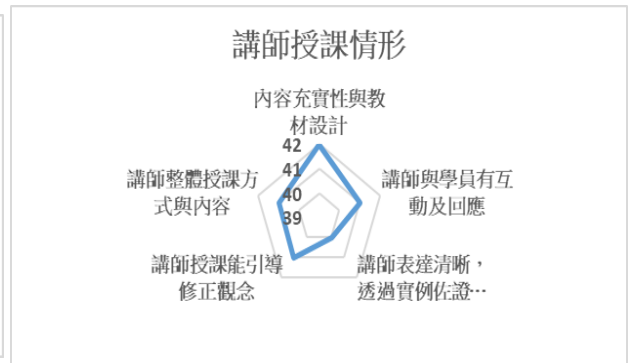 講師授課情形
內容充實性與教
材設計
42
41
40
39
講師整體授課方
式與內容
講師與學員有互
動及回應
講師授課能引導
修正觀念
講師表達清晰，
透過實例佐證…